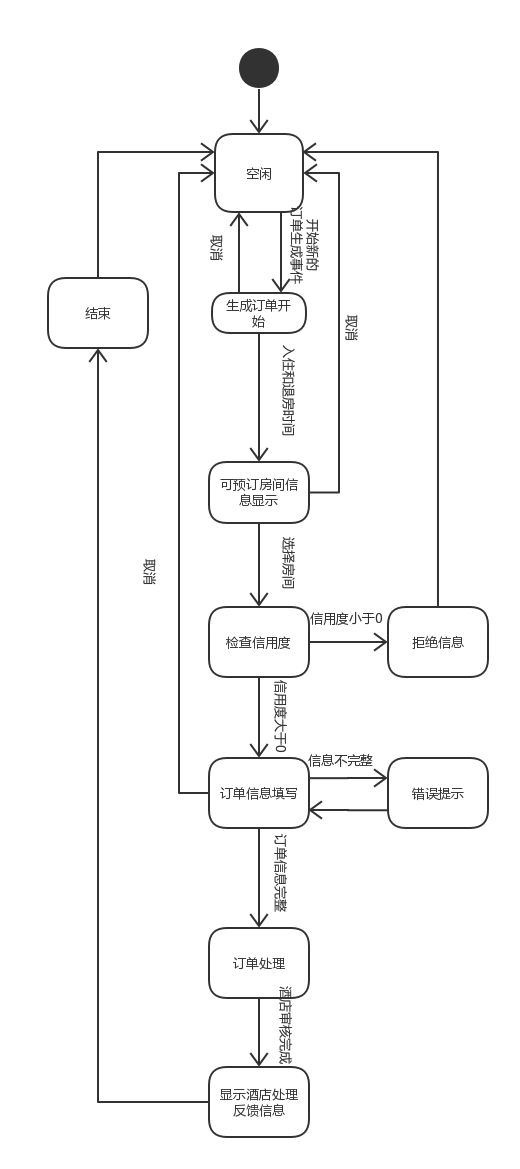 空闲
取消
开始新的
订单生成事件
结束
生成订单开
始
取消
入住和退房时间
可预订房间信
息显示
选择房间
取消
检查信用度
信用度小于0
拒绝信息
信用度大于0
信息不完整
订单信息填写
错误提示
订单信息完整
订单处理
酒店审核完成
显示酒店处理
反馈信息